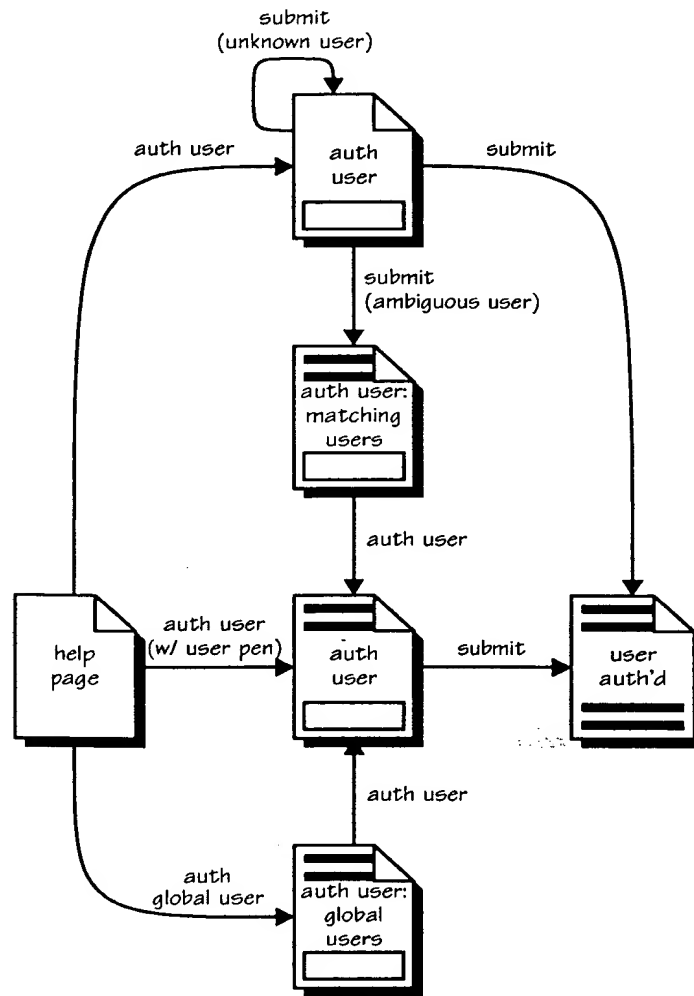 submit
(unknown user)
auth user
auth
user
submit
submit
(ambiguous user)
auth user:
matching
users
auth user
help
page
auth user
(w/ user pen)
auth
user
submit
user
auth'd
auth user
auth
global user
auth user:
global
users